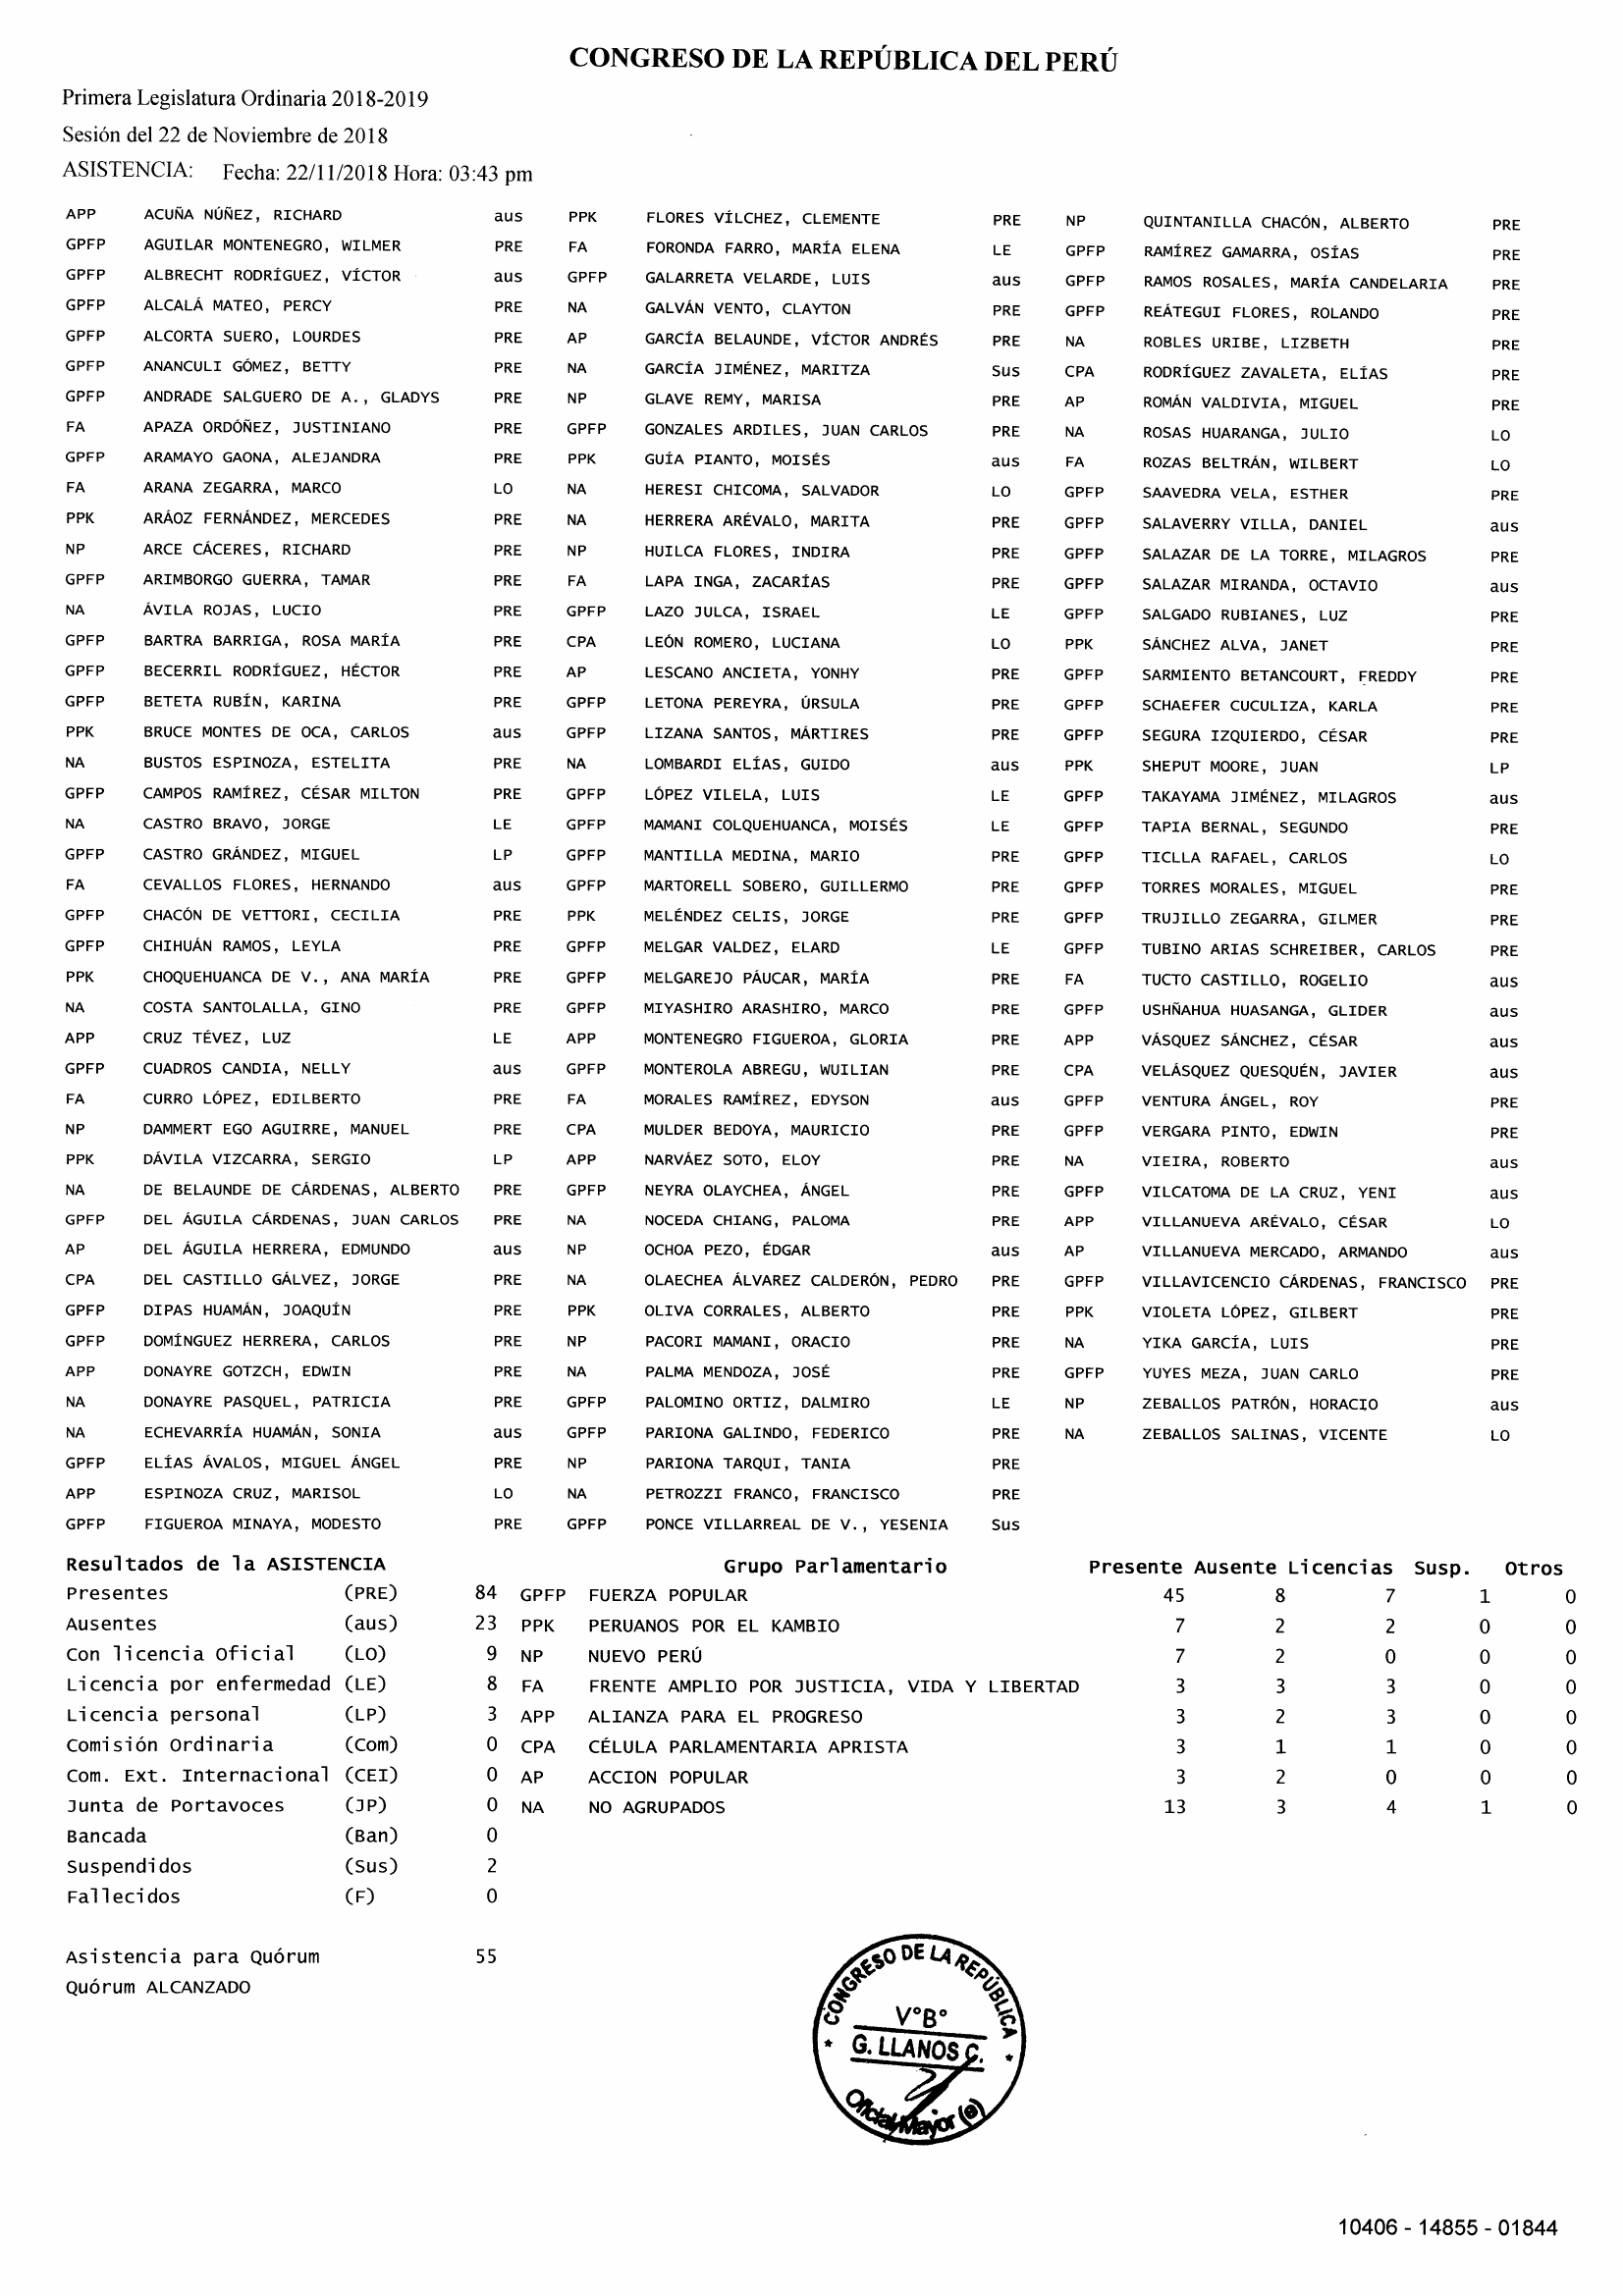 CONGRESO DE LA REPÚBLICA DEL PERÚ
Primera Legislatura Ordinaria 2018-2019
Sesión del 22 de Noviembre de 2018
ASISTENCIA: Fecha: 22/11/2018 Hora: 03:43 pm
APP ACUÑA NÚÑEZ, RICHARD aus PPK FLORES VÍLCHEZ, CLEMENTE PRE NP QUINTANILLA CHACÓN, ALBERTO PRE
GPFP AGUILAR MONTENEGRO, WILMER PRE FA FORONDA FARRO, MARÍA ELENA LE GPFP RAMÍREZ GAMARRA, OSÍAS PRE
GPFP ALBRECHT RODRÍGUEZ, VÍCTOR aus GPFP GALARRETA VELARDE, LUIS aus GPFP RAMOS ROSALES, MARÍA CANDELARIA PRE
GPFP ALCALÁ MATEO, PERCY PRE NA GALVÁN VENTO, CLAYTON PRE GPFP REÁTEGUI FLORES, ROLANDO PRE
GPFP ALCORTA SUERO, LOURDES PRE AP GARCÍA BELAUNDE, VÍCTOR ANDRÉS PRE NA ROBLES URIBE, LIZBETH PRE
GPFP ANANCULI GÓMEZ, BETTY PRE NA GARCÍA JIMÉNEZ, MARITZA Sus CPA RODRÍGUEZ ZAVALETA, ELÍAS PRE
GPFP ANDRADE SALGUERO DE A., GLADYS PRE NP GLAVE REMY, MARISA PRE AP ROMÁN VALDIVIA, MIGUEL PRE
FA APAZA ORDÓÑEZ, JUSTINIANO PRE GPFP GONZALES ARDILES, JUAN CARLOS PRE NA ROSAS HUARANGA, JULIO LO
GPFP ARAMAYO GAONA, ALEJANDRA PRE PPK GUÍA PIANTO, MOISÉS aus FA ROZAS BELTRÁN, WILBERT LO
FA ARANA ZEGARRA, MARCO LO NA HERESI CHICOMA, SALVADOR LO GPFP SAAVEDRA VELA, ESTHER PRE
PPK ARÁOZ FERNÁNDEZ, MERCEDES PRE NA HERRERA ARÉVALO, MARITA PRE GPFP SALAVERRY VILLA, DANIEL aus
NP ARCE CÁCERES, RICHARD PRE NP HUILCA FLORES, INDIRA PRE GPFP SALAZAR DE LA TORRE, MILAGROS PRE
GPFP ARIMBORGO GUERRA, TAMAR PRE FA LAPA INGA, ZACARÍAS PRE GPFP SALAZAR MIRANDA, OCTAVIO aus
NA ÁVILA ROJAS, LUCIO PRE GPFP LAZO JULCA, ISRAEL LE GPFP SALGADO RUBIANES, LUZ PRE
GPFP BARTRA BARRIGA, ROSA MARÍA PRE CPA LEÓN ROMERO, LUCIANA LO PPK SÁNCHEZ ALVA, JANET PRE
GPFP BECERRIL RODRÍGUEZ, HÉCTOR PRE AP LESCANO ANCIETA, YONHY PRE GPFP SARMIENTO BETANCOURT, FREDDY PRE
GPFP BETETA RUBÍN, KARINA PRE GPFP LETONA PEREYRA, ÚRSULA PRE GPFP SCHAEFER CUCULIZA, KARLA PRE
PPK BRUCE MONTES DE OCA, CARLOS aus GPFP LIZANA SANTOS, MÁRTIRES PRE GPFP SEGURA IZQUIERDO, CÉSAR PRE
NA BUSTOS ESPINOZA, ESTELITA PRE NA LOMBARDI ELÍAS, GUIDO aus PPK SHEPUT MOORE, JUAN LP
GPFP CAMPOS RAMÍREZ, CÉSAR MILTON PRE GPFP LÓPEZ VILELA, LUIS LE GPFP TAKAYAMA JIMÉNEZ, MILAGROS aus
NA CASTRO BRAVO, JORGE LE GPFP MAMANI COLQUEHUANCA, MOISÉS LE GPFP TAPIA BERNAL, SEGUNDO PRE
GPFP CASTRO GRÁNDEZ, MIGUEL LP GPFP MANTILLA MEDINA, MARIO PRE GPFP TICLLA RAFAEL, CARLOS LO
FA CEVALLOS FLORES, HERNANDO aus GPFP MARTORELL SOBERO, GUILLERMO PRE GPFP TORRES MORALES, MIGUEL PRE
GPFP CHACÓN DE VETTORI, CECILIA PRE PPK MELÉNDEZ CELIS, JORGE PRE GPFP TRUJILLO ZEGARRA, GILMER PRE
GPFP CHIHUÁN RAMOS, LEYLA PRE GPFP MELGAR VALDEZ, ELARD LE GPFP TUBINO ARIAS SCHREIBER, CARLOS PRE
PPK CHOQUEHUANCA DE V., ANA MARÍA PRE GPFP MELGAREJO PÁUCAR, MARÍA PRE FA TUCTO CASTILLO, ROGELIO aus
NA COSTA SANTOLALLA, GINO PRE GPFP MIYASHIRO ARASHIRO, MARCO PRE GPFP USHÑAHUA HUASANGA, GLIDER aus
APP CRUZ TÉVEZ, LUZ LE APP MONTENEGRO FIGUEROA, GLORIA PRE APP VÁSQUEZ SÁNCHEZ, CÉSAR aus
GPFP CUADROS CANDIA, NELLY aus GPFP MONTEROLA ABREGU, WUILIAN PRE CPA VELÁSQUEZ QUESQUÉN, JAVIER aus
FA CURRO LÓPEZ, EDILBERTO PRE FA MORALES RAMÍREZ, EDYSON aus GPFP VENTURA ÁNGEL, ROY PRE
NP DAMMERT EGO AGUIRRE, MANUEL PRE CPA MULDER BEDOYA, MAURICIO PRE GPFP VERGARA PINTO, EDWIN PRE
PPK DÁVILA VIZCARRA, SERGIO LP APP NARVÁEZ SOTO, ELOY PRE NA VIEIRA, ROBERTO aus
NA DE BELAUNDE DE CÁRDENAS, ALBERTO PRE GPFP NEYRA OLAYCHEA, ÁNGEL PRE GPFP VILCATOMA DE LA CRUZ, YENI aus
GPFP DEL ÁGUILA CÁRDENAS, JUAN CARLOS PRE NA NOCEDA CHIANG, PALOMA PRE APP VILLANUEVA ARÉVALO, CÉSAR LO
AP DEL ÁGUILA HERRERA, EDMUNDO aus NP OCHOA PEZO, ÉDGAR aus AP VILLANUEVA MERCADO, ARMANDO aus
CPA DEL CASTILLO GÁLVEZ, JORGE PRE NA OLAECHEA ÁLVAREZ CALDERÓN, PEDRO PRE GPFP VILLAVICENCIO CÁRDENAS, FRANCISCO PRE
GPFP DIPAS HUAMÁN, JOAQUÍN PRE PPK OLIVA CORRALES, ALBERTO PRE PPK VIOLETA LÓPEZ, GILBERT PRE
GPFP DOMÍNGUEZ HERRERA, CARLOS PRE NP PACORI MAMANI, ORACIO PRE NA YIKA GARCÍA, LUIS PRE
APP DONAYRE GOTZCH, EDWIN PRE NA PALMA MENDOZA, JOSÉ PRE GPFP YUYES MEZA, JUAN CARLO PRE
NA DONAYRE PASQUEL, PATRICIA PRE GPFP PALOMINO ORTIZ, DALMIRO LE NP ZEBALLOS PATRÓN, HORACIO aus
NA ECHEVARRÍA HUAMÁN, SONIA aus GPFP PARIONA GALINDO, FEDERICO PRE NA ZEBALLOS SALINAS, VICENTE LO
GPFP ELÍAS ÁVALOS, MIGUEL ÁNGEL PRE NP PARIONA TARQUI, TANIA PRE
APP ESPINOZA CRUZ, MARISOL LO NA PETROZZI FRANCO, FRANCISCO PRE
GPFP FIGUEROA MINAYA, MODESTO PRE GPFP PONCE VILLARREAL DE V., YESENIA Sus
Resultados de la ASISTENCIA Grupo Parlamentario Presente Ausente Licencias Susp. Otros
Presentes (PRE) 84 GPFP FUERZA POPULAR 45 8 7 1 0
Ausentes (aus) 23 PPK PERUANOS POR EL KAMBIO 7 2 2 0 0
Con licencia Oficial (LO) 9 NP NUEVO PERÚ 7 2 0 0 0
Licencia por enfermedad (LE) 8 FA FRENTE AMPLIO POR JUSTICIA, VIDA Y LIBERTAD 3 3 3 0 0
Licencia personal (LP) 3 APP ALIANZA PARA EL PROGRESO 3 2 3 0 0
Comisión Ordinaria (Com) 0 CPA CÉLULA PARLAMENTARIA APRISTA 3 1 1 0 0
Com. Ext. Internacional (CEI) 0 AP ACCION POPULAR 3 2 0 0 0
Junta de Portavoces (JP) 0 NA NO AGRUPADOS 13 3 4 1 0
Bancada (Ban) 0
Suspendidos (Sus) 2
Fallecidos (F) 0
Asistencia para Quórum 55
Quórum ALCANZADO
CONGRESO DE LA REPÚBLICA
V°B°
G. LLANOS C.
Oficial Mayor (e)
10406 - 14855 - 01844